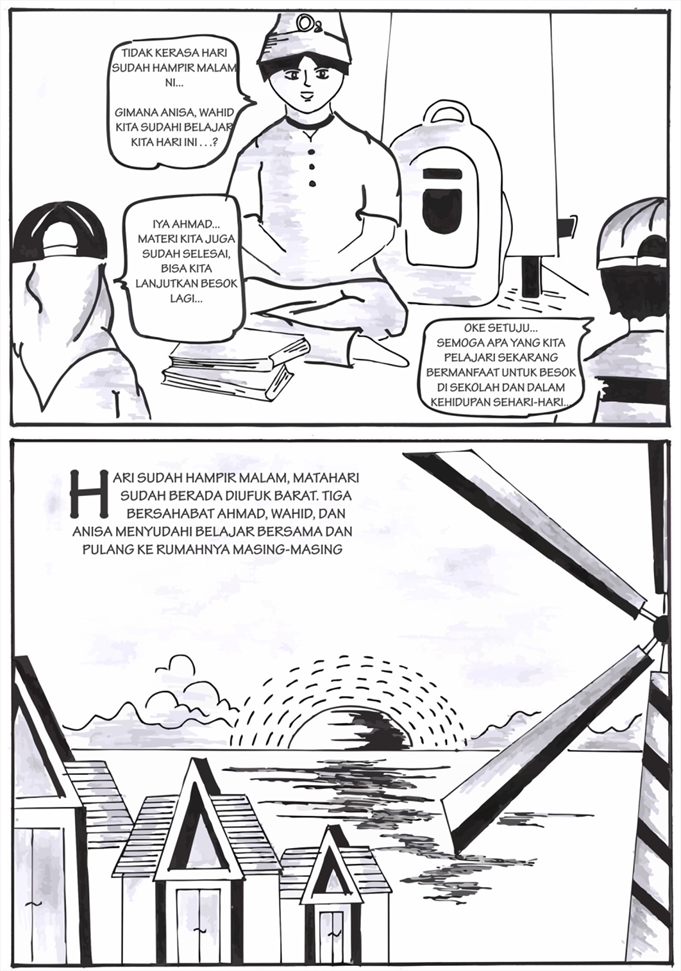 TIDAK KERASA HARI
SUDAH HAMPIR MALAM
NI...
GIMANA ANISA, WAHID
KITA SUDAHI BELAJAR
KITA HARI INI . . .?
IYA AHMAD...
MATERI KITA JUGA
SUDAH SELESAI,
BISA KITA
LANJUTKAN BESOK
LAGI...
OKE SETUJU...
SEMOGA APA YANG KITA
PELAJARI SEKARANG
BERMANFAAT UNTUK BESOK
DI SEKOLAH DAN DALAM
KEHIDUPAN SEHARI-HARI..
HARI SUDAH HAMPIR MALAM, MATAHARI
SUDAH BERADA DIUFUK BARAT. TIGA
BERSAHABAT AHMAD, WAHID, DAN
ANISA MENYUDAHI BELAJAR BERSAMA DAN
PULANG KE RUMAHNYA MASING-MASING